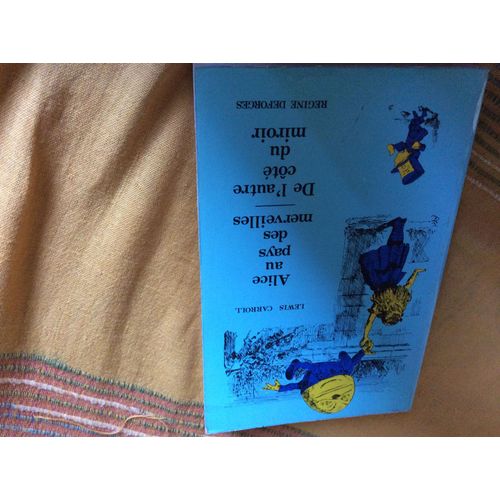 LEWIS CARROLL
Alice
au
pays
des
merveilles
De l'autre
côté
du
miroir
REGINE DEFORGES